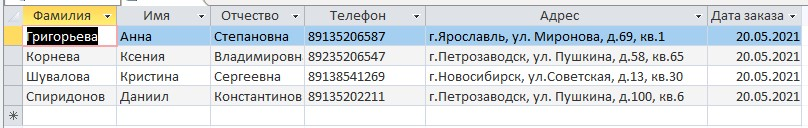 Фамилия Имя Отчество Телефон Адрес Дата заказа
Григорьева Анна Степановна 89135206587 г.Ярославль, ул. Миронова, д.69, кв.1 20.05.2021
Корнева Ксения Владимировна 89235206547 г.Петрозаводск, ул. Пушкина, д.58, кв.65 20.05.2021
Шувалова Кристина Сергеевна 89138541269 г.Новосибирск, ул.Советская, д.13, кв.30 20.05.2021
Спиридонов Даниил Константинов 89135202211 г.Петрозаводск, ул. Пушкина, д.100, кв.6 20.05.2021